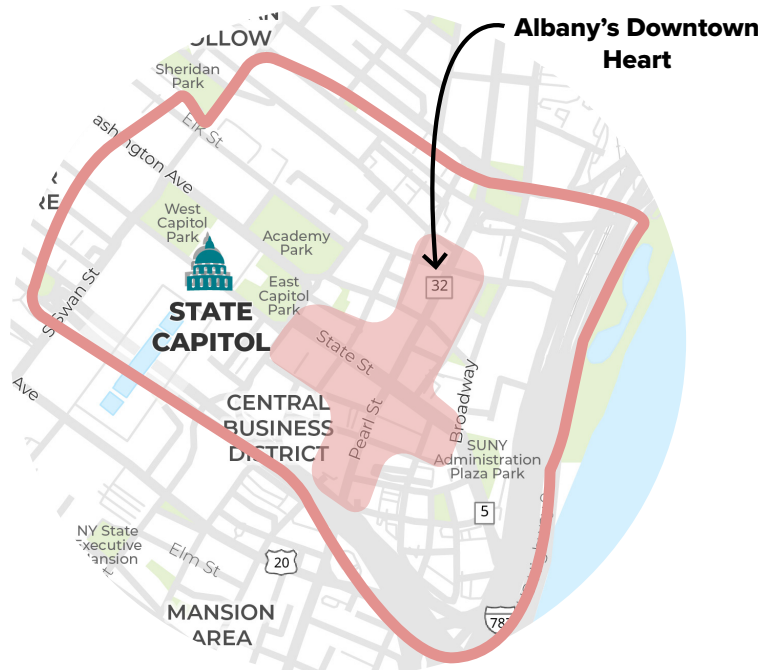 Albany’s Downtown
Heart
AN
OLLOW
Sheridan
Park
Elk St
ashington Ave
RE
West
Capitol
Park
Academy
Park
East
Capitol
Park
32
S Swan St
STATE
CAPITOL
State St
Ave
CENTRAL
BUSINESS
DISTRICT
Pearl St
Broadway
SUNY
Administration
Plaza Park
5
NY State
Executive
Mansion
Elm St
20
MANSION
AREA
787